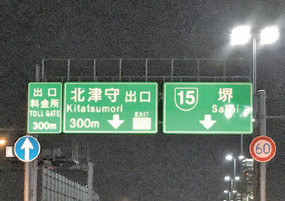 出口
料金所
TOLL GATE
300m
北津守 出口
Kitatsumori
300m
EXIT
15 堺
Sakai
60